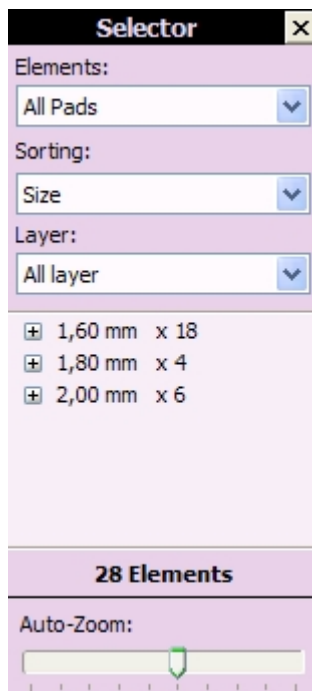 Selector
Elements:
All Pads
Sorting:
Size
Layer:
All layer
1,60 mm x 18
1,80 mm x 4
2,00 mm x 6
28 Elements
Auto-Zoom: